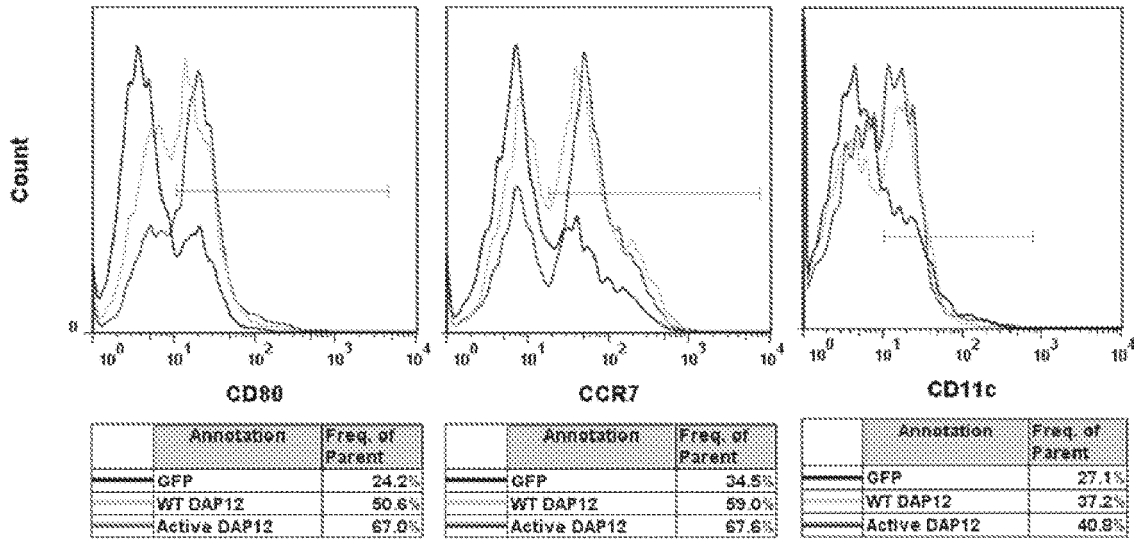 Count
0
10^0 10^1 10^2 10^3 10^4
CD80
10^0 10^1 10^2 10^3 10^4
CCR7
10^0 10^1 10^2 10^3 10^4
CD11c
Annotation Freq. of Parent
GFP 24.2%
WT DAP12 50.6%
Active DAP12 67.0%
Annotation Freq. of Parent
GFP 34.5%
WT DAP12 59.0%
Active DAP12 67.6%
Annotation Freq. of Parent
GFP 27.1%
WT DAP12 37.2%
Active DAP12 40.8%